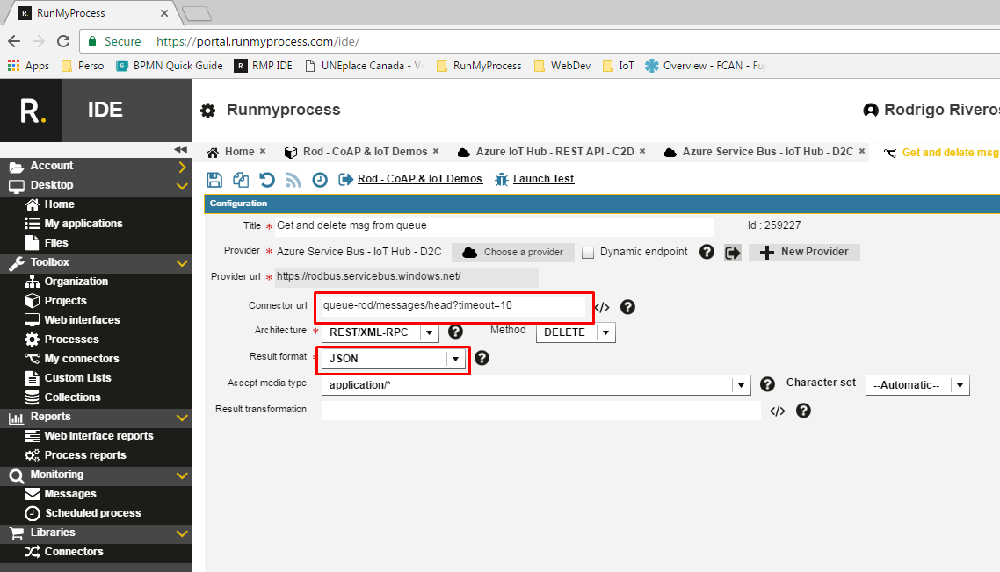 R. RunMyProcess
Secure https://portal.runmyprocess.com/ide/
Apps Perso BPMN Quick Guide R. RMP IDE UNEplace Canada - RunMyProcess WebDev IoT Overview - FCAN -
R. IDE Runmyprocess Rodrigo Riveros
Home Rod - CoAP & IoT Demos Azure IoT Hub - REST API - C2D Azure Service Bus - IoT Hub - D2C Get and delete msg
Rod - CoAP & IoT Demos Launch Test
Account
Desktop
Home
My applications
Files
Toolbox
Organization
Projects
Web interfaces
Processes
My connectors
Custom Lists
Collections
Reports
Web interface reports
Process reports
Monitoring
Messages
Scheduled process
Libraries
Connectors
Configuration
Title * Get and delete msg from queue Id : 259227
Provider * Azure Service Bus - IoT Hub - D2C Choose a provider Dynamic endpoint ? New Provider
Provider url * https://rodbus.servicebus.windows.net/
Connector url queue-rod/messages/head?timeout=10 </> ?
Architecture * REST/XML-RPC ? Method DELETE
Result format * JSON ?
Accept media type application/* ? Character set --Automatic--
Result transformation </> ?